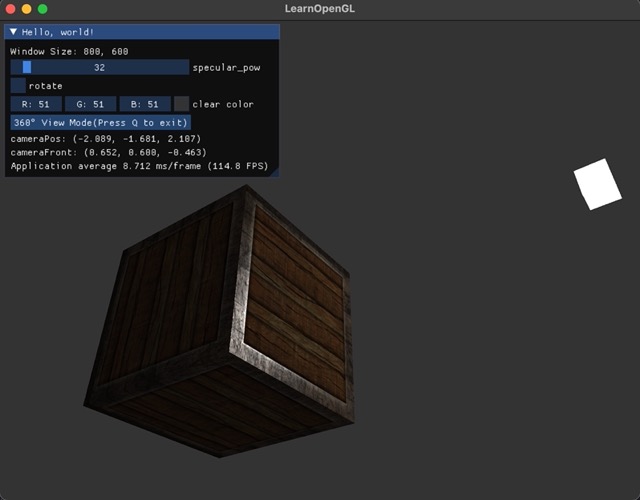 LearnOpenGL
Hello, world!
Window Size: 800, 600
32 specular_pow
rotate
R: 51 G: 51 B: 51 clear color
360° View Mode(Press Q to exit)
cameraPos: (-2.089, -1.681, 2.107)
cameraFront: (0.652, 0.600, -0.463)
Application average 8.712 ms/frame (114.8 FPS)